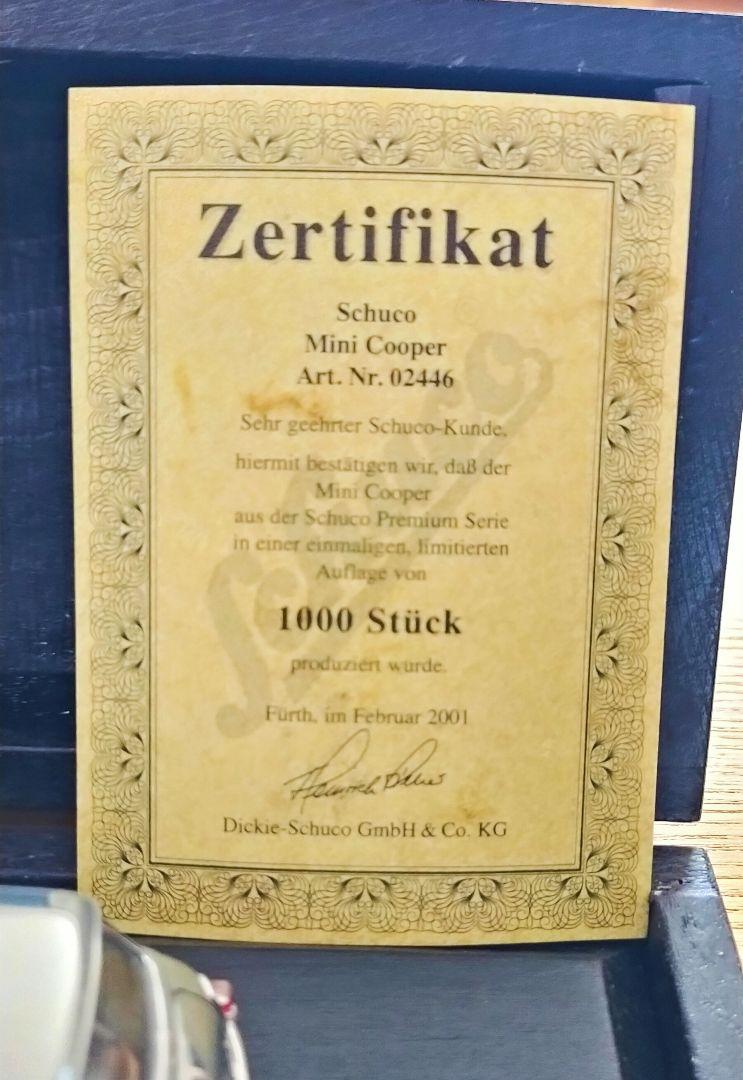 Zertifikat
Schuco
Mini Cooper
Art. Nr. 02446
Sehr geehrter Schuco-Kunde,
hiermit bestätigen wir, daß der
Mini Cooper
aus der Schuco Premium Serie
in einer einmaligen, limitierten
Auflage von
1000 Stück
produziert wurde.
Fürth, im Februar 2001
Dickie-Schuco GmbH & Co. KG
Schuco